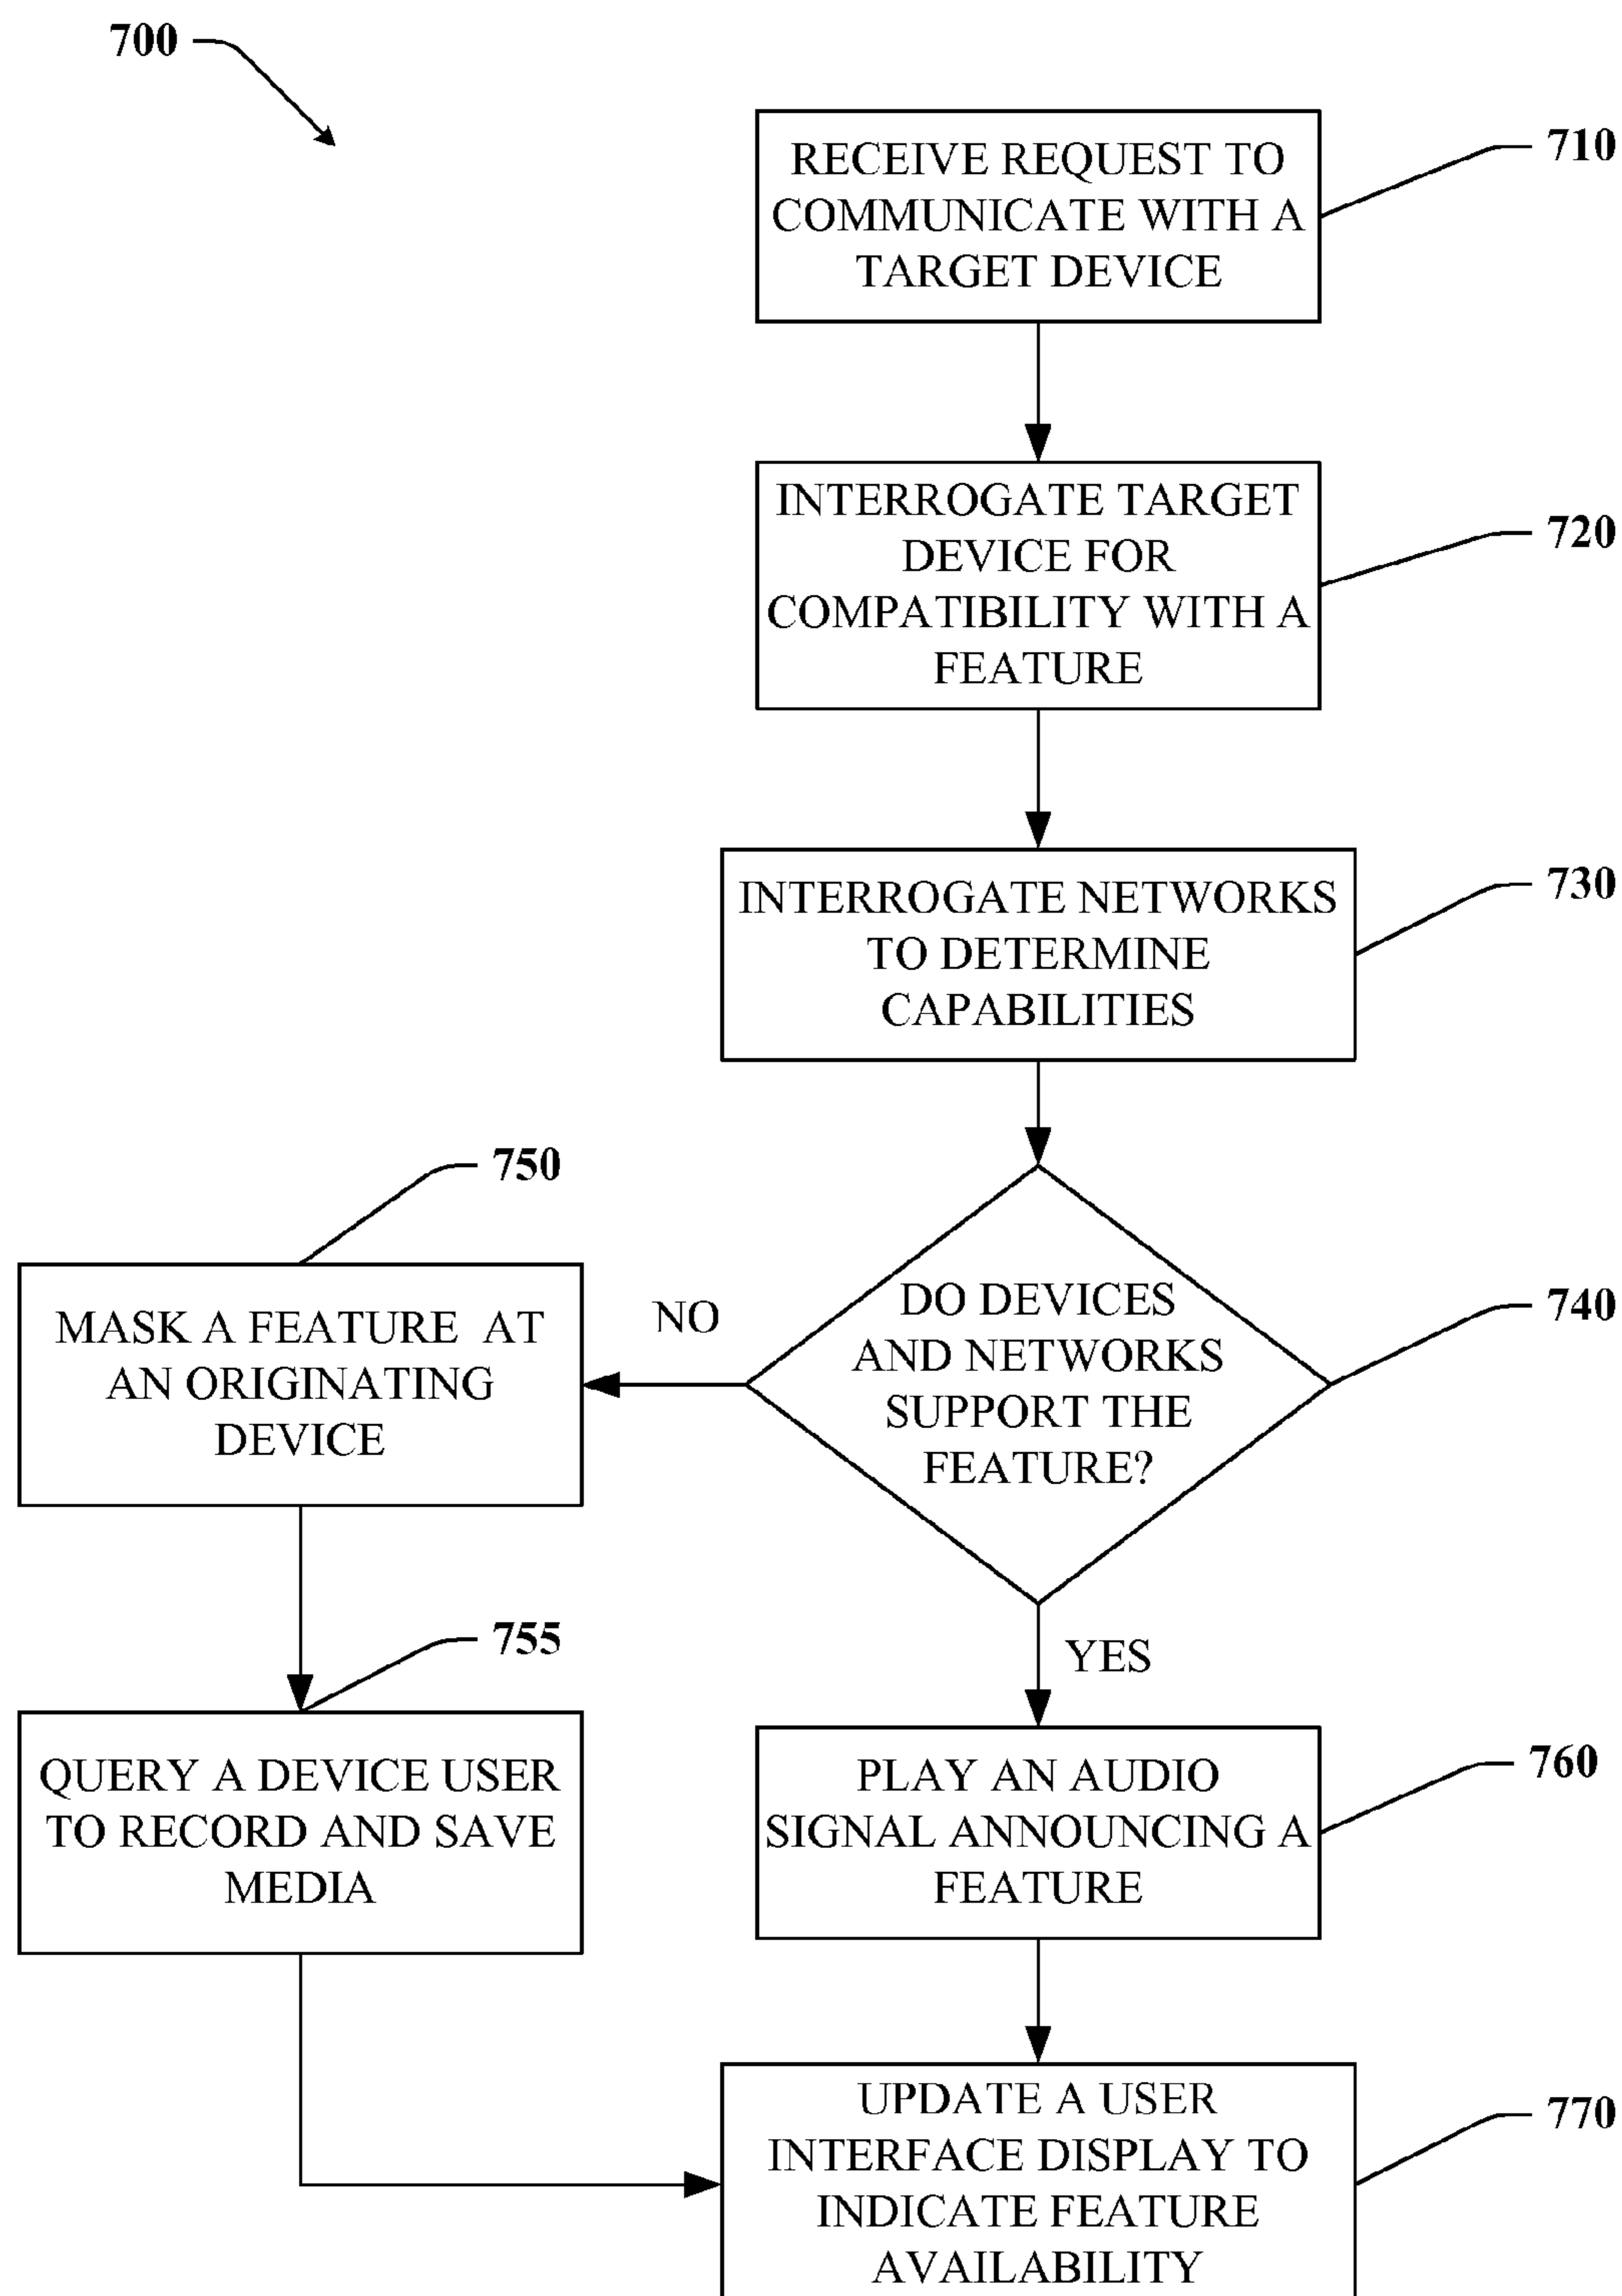 700
RECEIVE REQUEST TO
COMMUNICATE WITH A
TARGET DEVICE
710
INTERROGATE TARGET
DEVICE FOR
COMPATIBILITY WITH A
FEATURE
720
INTERROGATE NETWORKS
TO DETERMINE
CAPABILITIES
730
DO DEVICES
AND NETWORKS
SUPPORT THE
FEATURE?
740
NO
750
MASK A FEATURE AT
AN ORIGINATING
DEVICE
755
QUERY A DEVICE USER
TO RECORD AND SAVE
MEDIA
YES
PLAY AN AUDIO
SIGNAL ANNOUNCING A
FEATURE
760
UPDATE A USER
INTERFACE DISPLAY TO
INDICATE FEATURE
AVAILABILITY
770